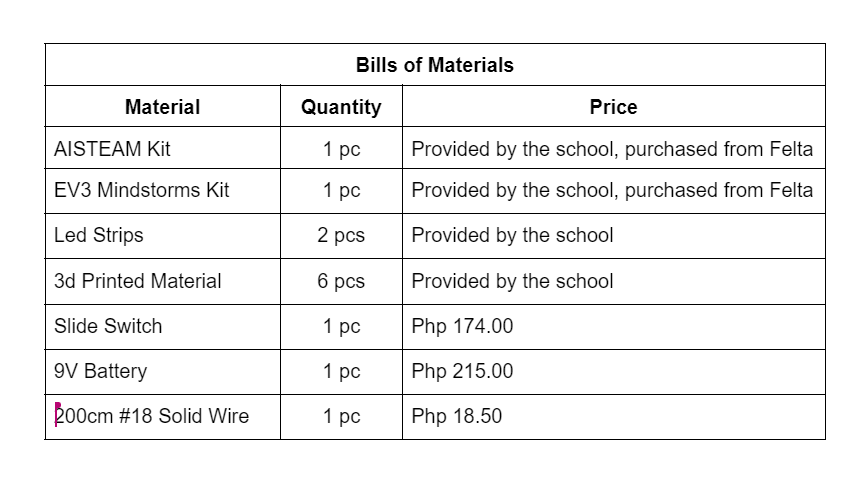 Bills of Materials
Material Quantity Price
AISTEAM Kit 1 pc Provided by the school, purchased from Felta
EV3 Mindstorms Kit 1 pc Provided by the school, purchased from Felta
Led Strips 2 pcs Provided by the school
3d Printed Material 6 pcs Provided by the school
Slide Switch 1 pc Php 174.00
9V Battery 1 pc Php 215.00
200cm #18 Solid Wire 1 pc Php 18.50